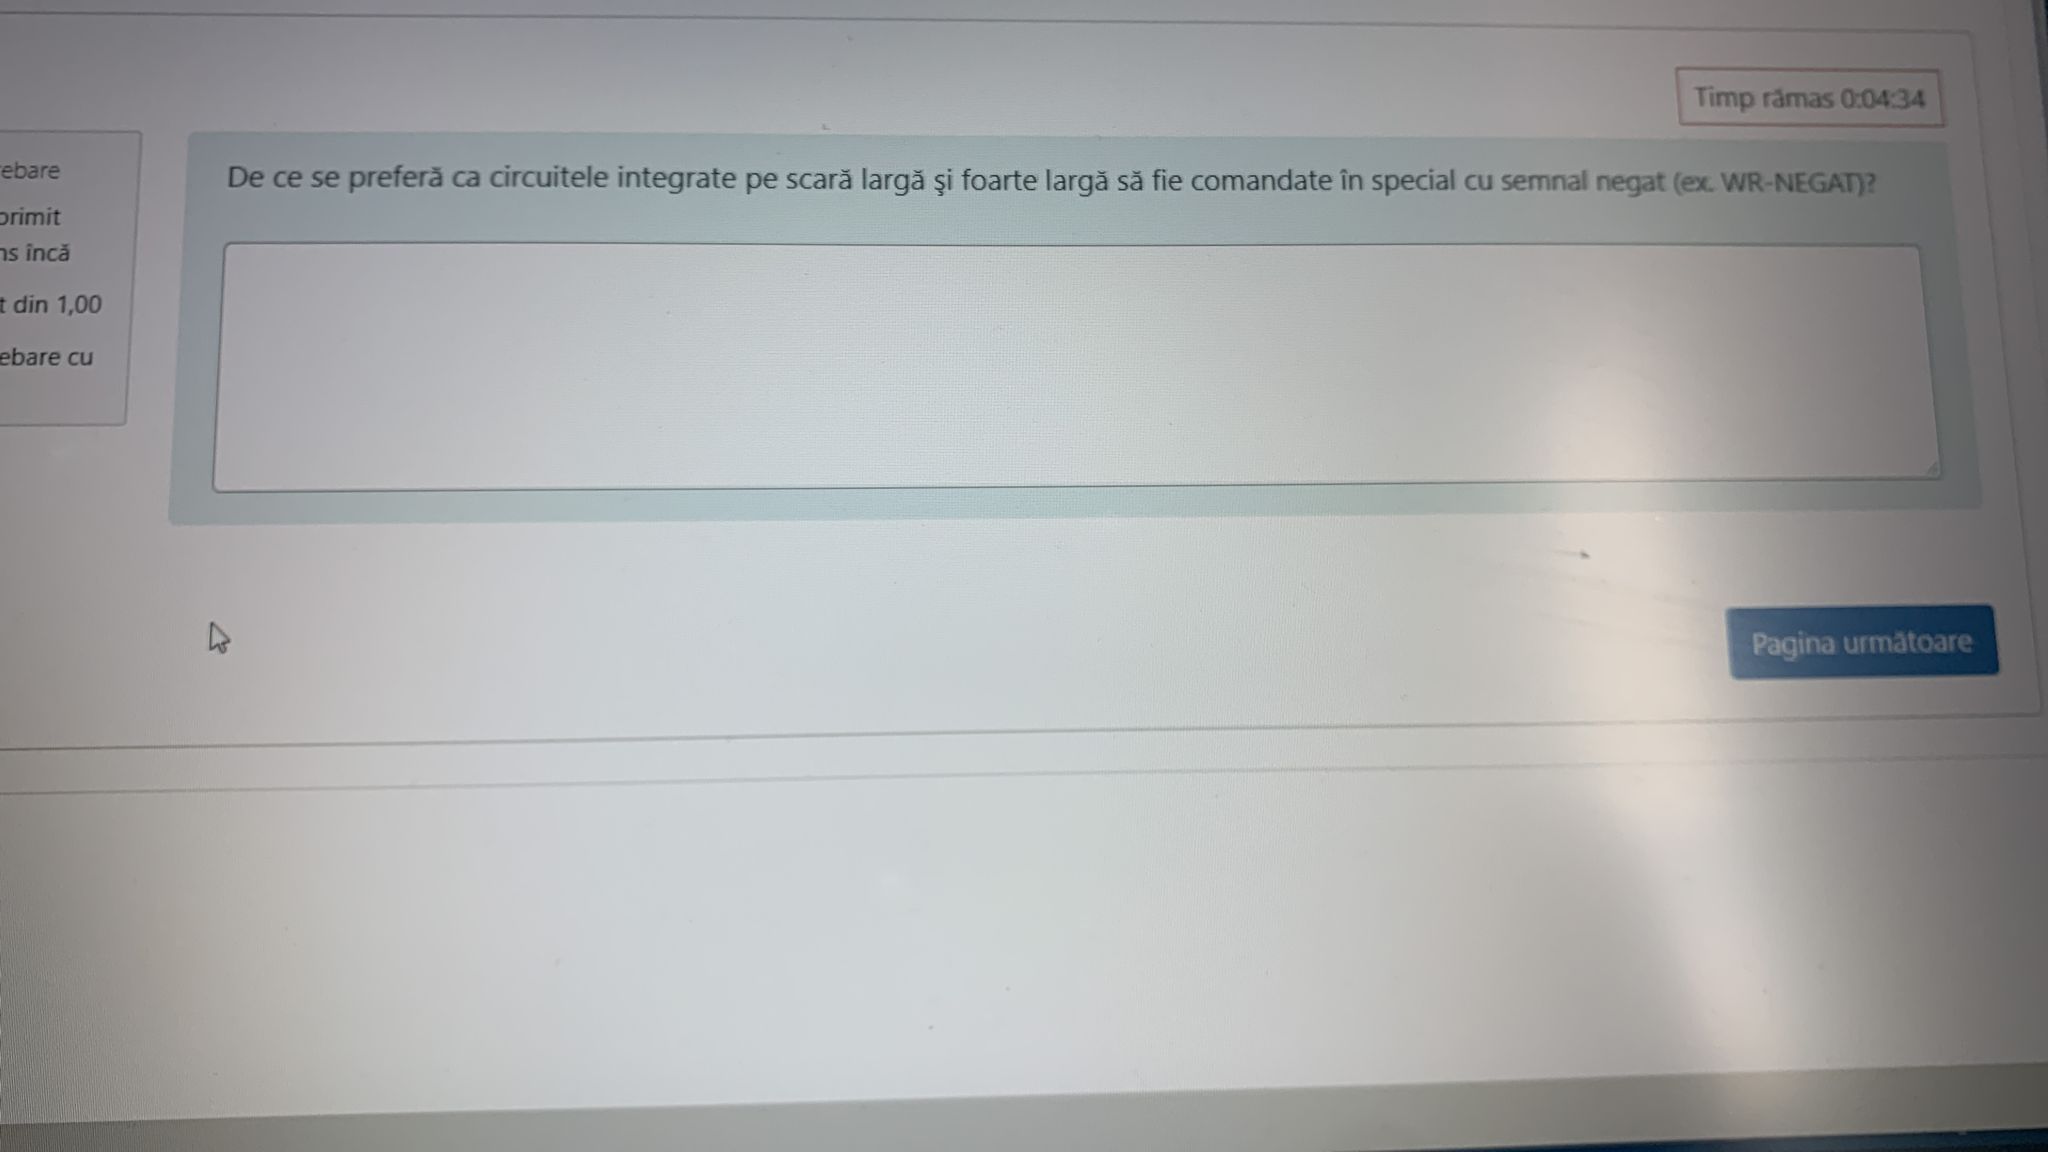 Timp rămas 0:04:34
De ce se preferă ca circuitele integrate pe scară largă şi foarte largă să fie comandate în special cu semnal negat (ex. WR-NEGAT)?
ebare
primit
ns încă
t din 1,00
ebare cu
Pagina următoare